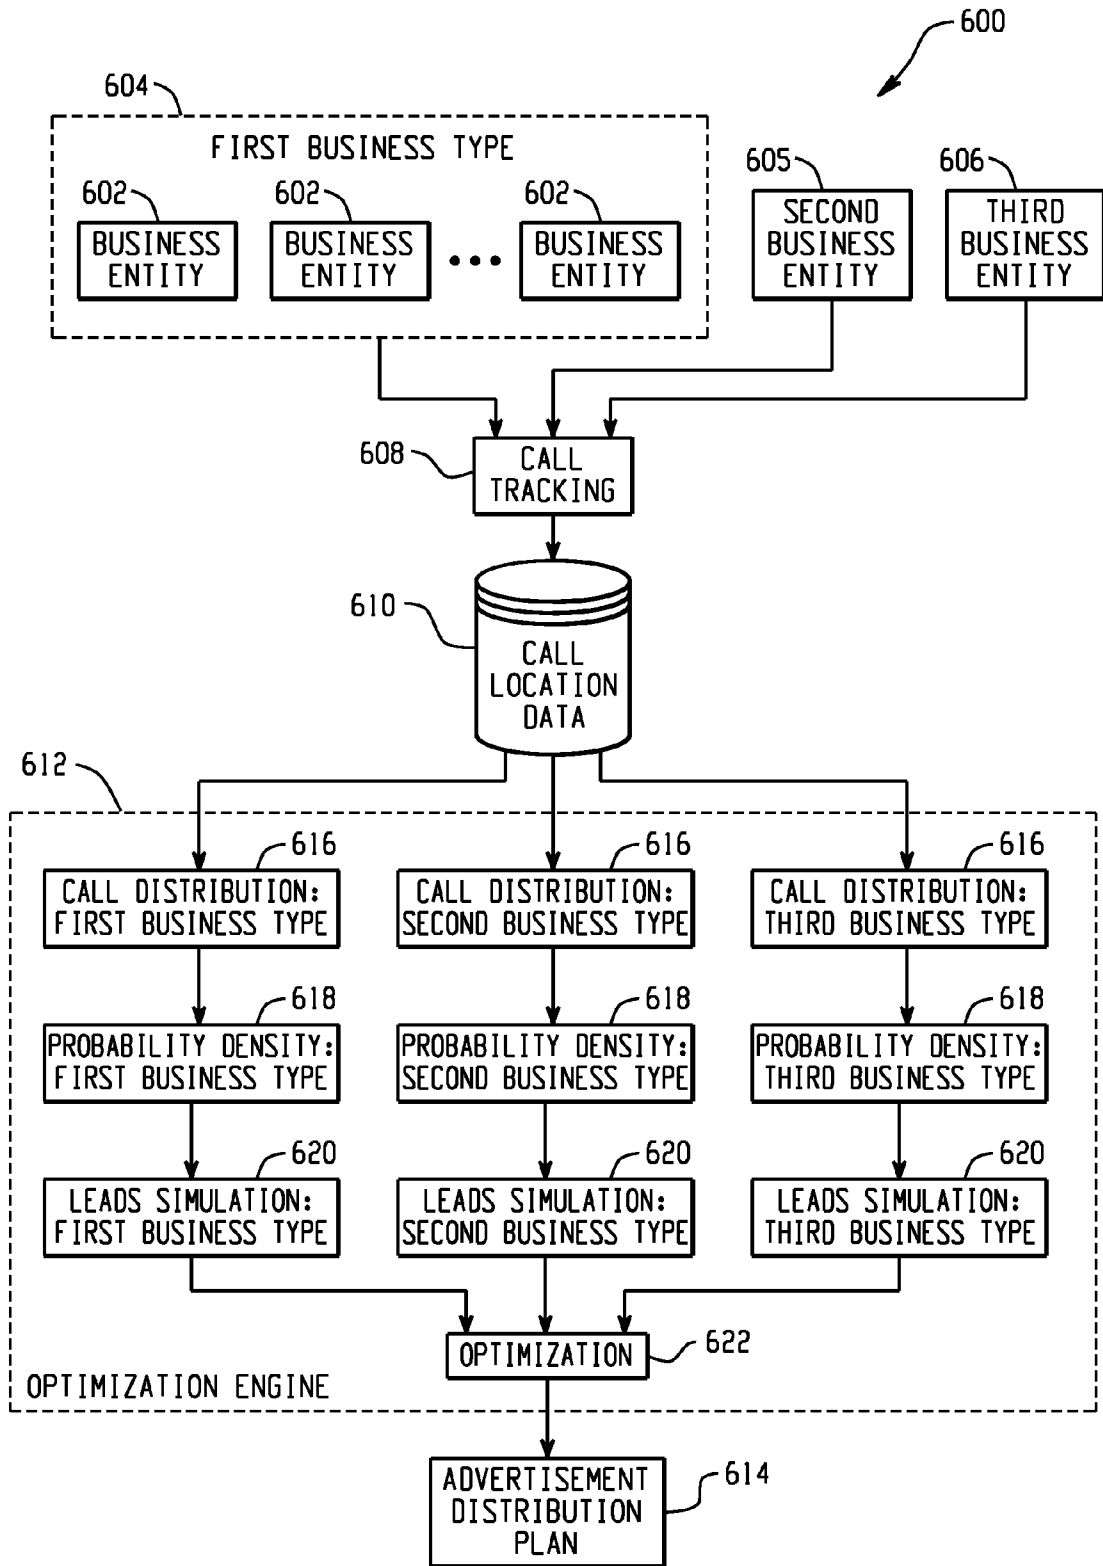 600
604
FIRST BUSINESS TYPE
602
602
602
605
606
BUSINESS
ENTITY
BUSINESS
ENTITY
•••
BUSINESS
ENTITY
SECOND
BUSINESS
ENTITY
THIRD
BUSINESS
ENTITY
608
CALL
TRACKING
610
CALL
LOCATION
DATA
612
616
616
616
CALL DISTRIBUTION:
FIRST BUSINESS TYPE
CALL DISTRIBUTION:
SECOND BUSINESS TYPE
CALL DISTRIBUTION:
THIRD BUSINESS TYPE
618
618
618
PROBABILITY DENSITY:
FIRST BUSINESS TYPE
PROBABILITY DENSITY:
SECOND BUSINESS TYPE
PROBABILITY DENSITY:
THIRD BUSINESS TYPE
620
620
620
LEADS SIMULATION:
FIRST BUSINESS TYPE
LEADS SIMULATION:
SECOND BUSINESS TYPE
LEADS SIMULATION:
THIRD BUSINESS TYPE
OPTIMIZATION
622
OPTIMIZATION ENGINE
ADVERTISEMENT
DISTRIBUTION
PLAN
614